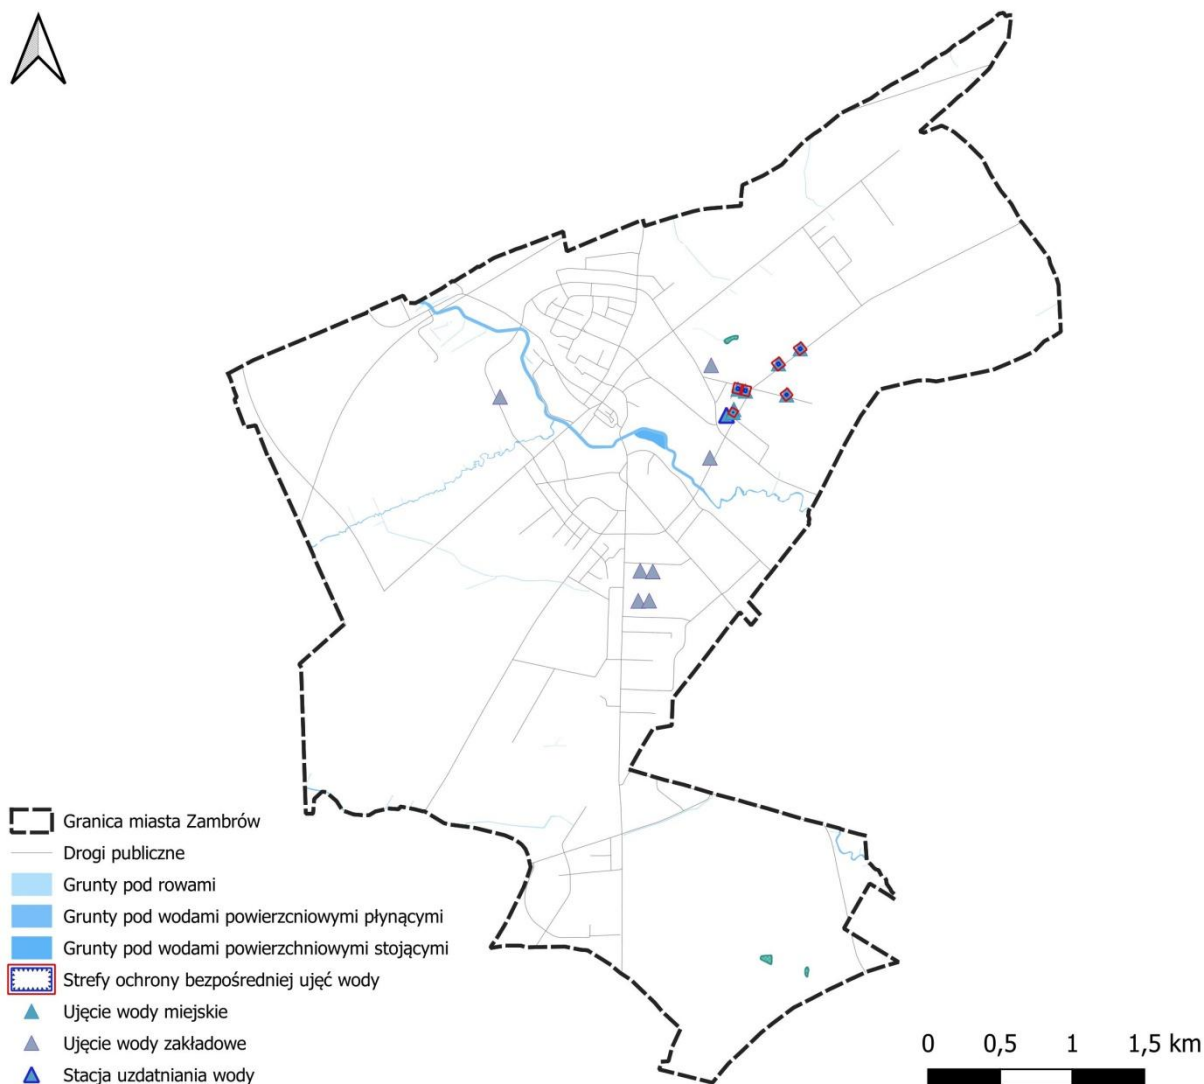 Granica miasta Zambrów
Drogi publiczne
Grunty pod rowami
Grunty pod wodami powierzcniowymi płynącymi
Grunty pod wodami powierzchniowymi stojącymi
Strefy ochrony bezpośredniej ujęć wody
Ujęcie wody miejskie
Ujęcie wody zakładowe
Stacja uzdatniania wody
0 0,5 1 1,5 km